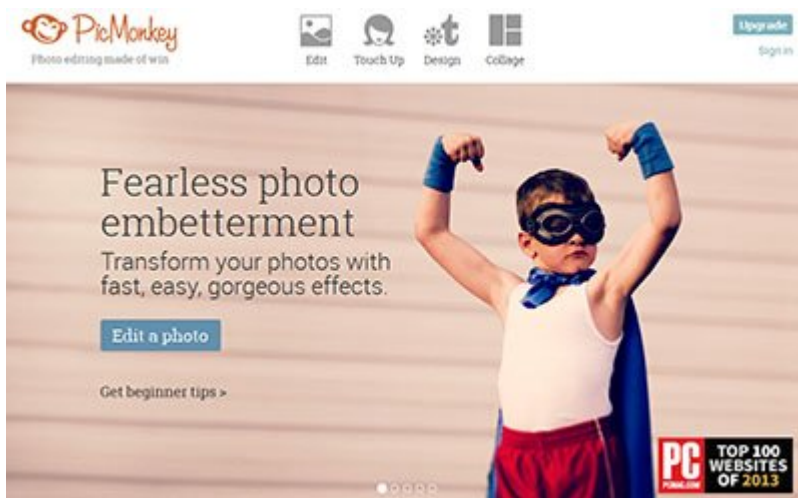 PicMonkey
Photo editing made of win
Edit
Touch Up
Design
Collage
Upgrade
Sign in
Fearless photo
embetterment
Transform your photos with
fast, easy, gorgeous effects.
Edit a photo
Get beginner tips >
PC
PCMAG.COM
TOP 100
WEBSITES
OF 2013